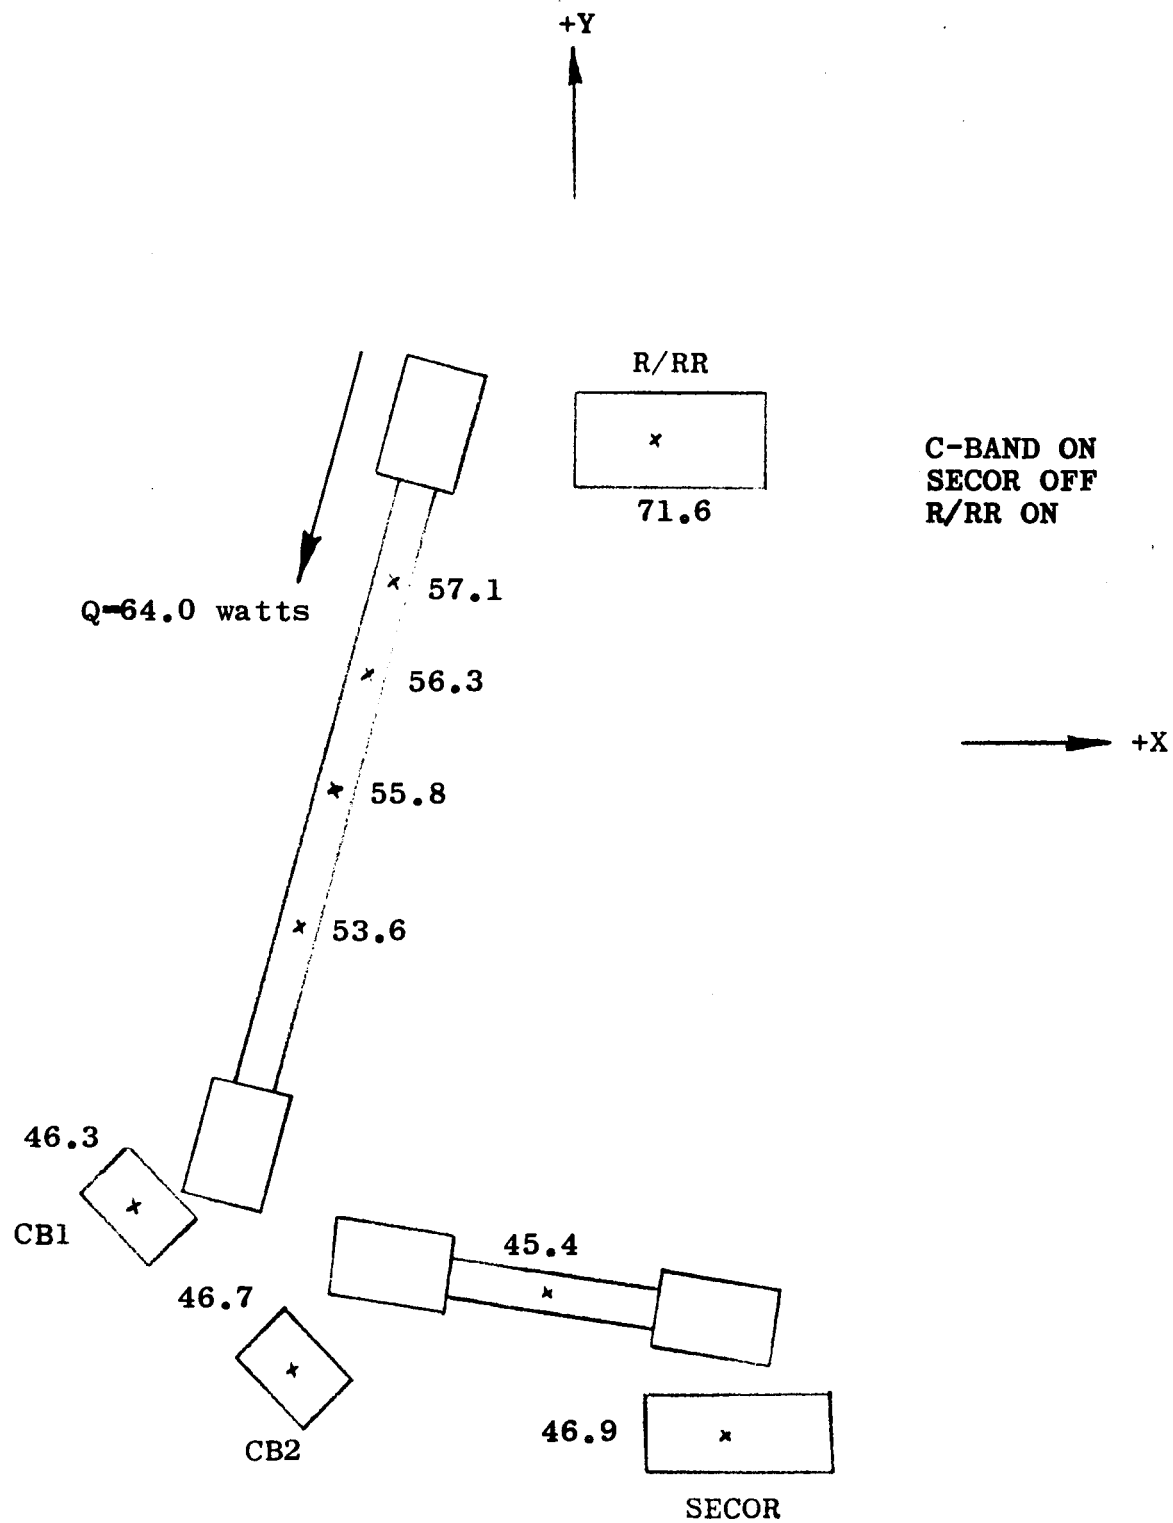 +Y
R/RR
C-BAND ON
SECOR OFF
R/RR ON
71.6
57.1
Q=64.0 watts
56.3
+X
55.8
53.6
46.3
CB1
45.4
46.7
46.9
CB2
SECOR